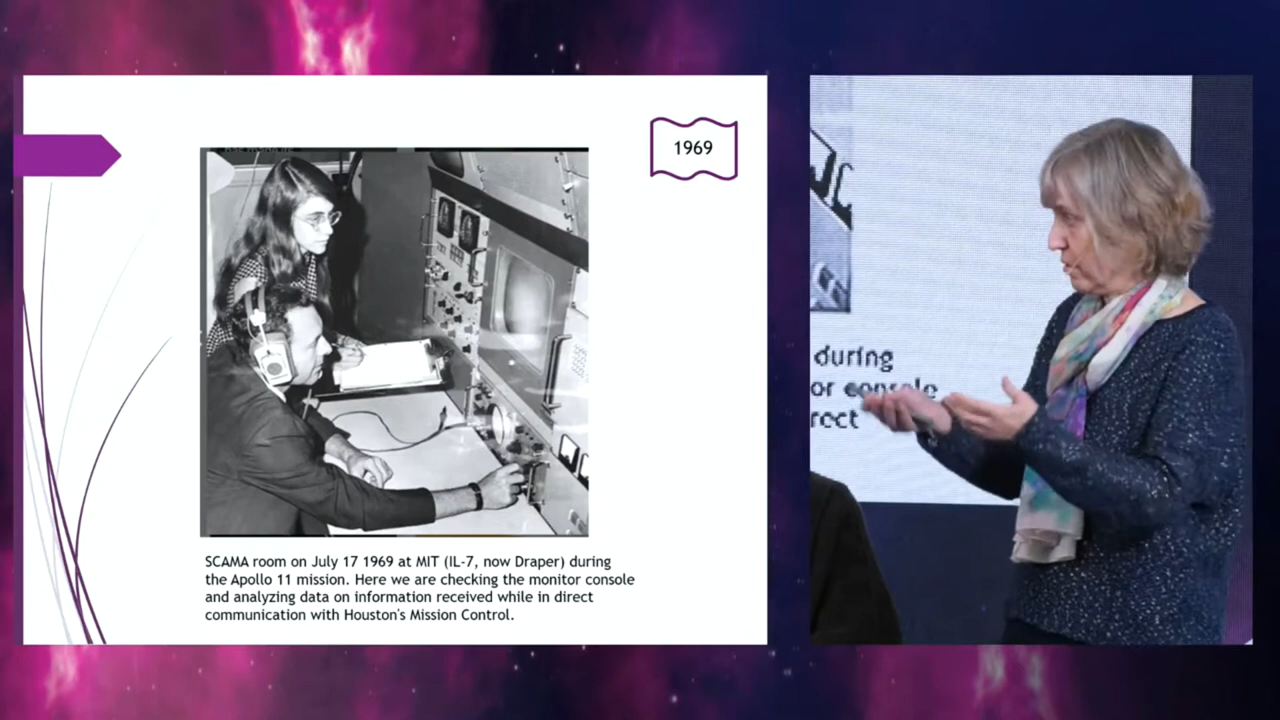 1969
SCAMA room on July 17 1969 at MIT (IL-7, now Draper) during
the Apollo 11 mission. Here we are checking the monitor console
and analyzing data on information received while in direct
communication with Houston's Mission Control.
during
or console
rect